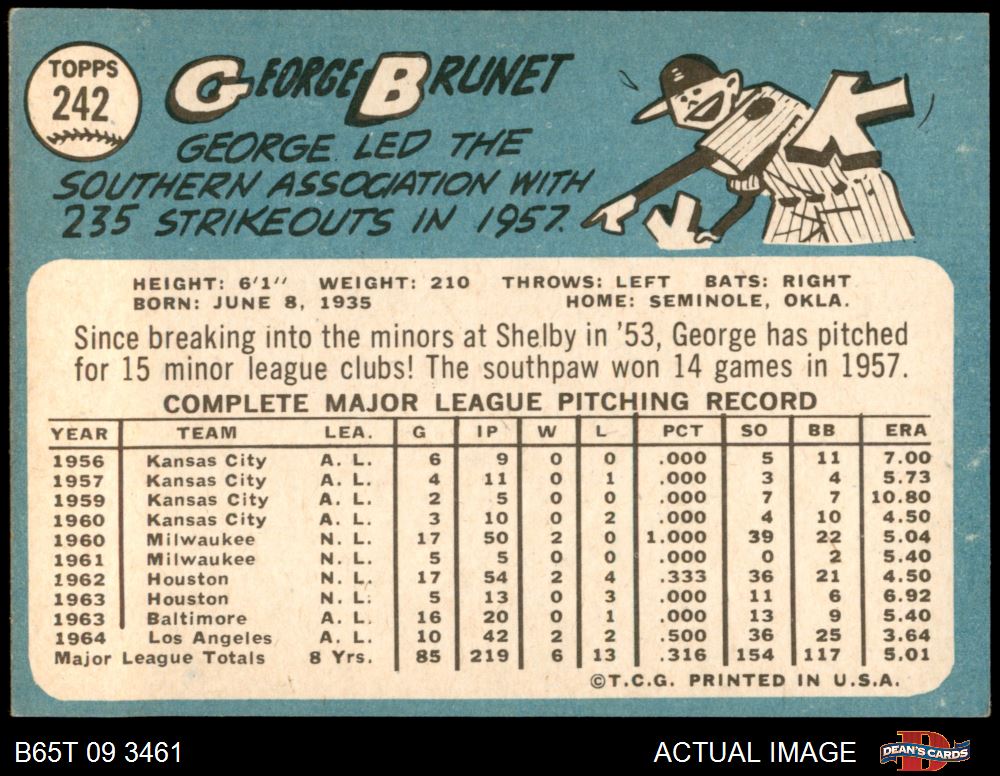 TOPPS
242
GEORGE BRUNET
GEORGE LED THE
SOUTHERN ASSOCIATION WITH
235 STRIKEOUTS IN 1957.
HEIGHT: 6'1" WEIGHT: 210 THROWS: LEFT BATS: RIGHT
BORN: JUNE 8, 1935 HOME: SEMINOLE, OKLA.
Since breaking into the minors at Shelby in '53, George has pitched
for 15 minor league clubs! The southpaw won 14 games in 1957.
COMPLETE MAJOR LEAGUE PITCHING RECORD
YEAR TEAM LEA. G IP W L PCT SO BB ERA
1956 Kansas City A. L. 6 9 0 0 .000 5 11 7.00
1957 Kansas City A. L. 4 11 0 1 .000 3 4 5.73
1959 Kansas City A. L. 2 5 0 0 .000 7 7 10.80
1960 Kansas City A. L. 3 10 0 2 .000 4 10 4.50
1960 Milwaukee N. L. 17 50 2 0 1.000 39 22 5.04
1961 Milwaukee N. L. 5 5 0 0 .000 0 2 5.40
1962 Houston N. L. 17 54 2 4 .333 36 21 4.50
1963 Houston N. L. 5 13 0 3 .000 11 6 6.92
1963 Baltimore A. L. 16 20 0 1 .000 13 9 5.40
1964 Los Angeles A. L. 10 42 2 2 .500 36 25 3.64
Major League Totals 8 Yrs. 85 219 6 13 .316 154 117 5.01
©T.C.G. PRINTED IN U.S.A.
B65T 09 3461 ACTUAL IMAGE DEAN'S CARDS